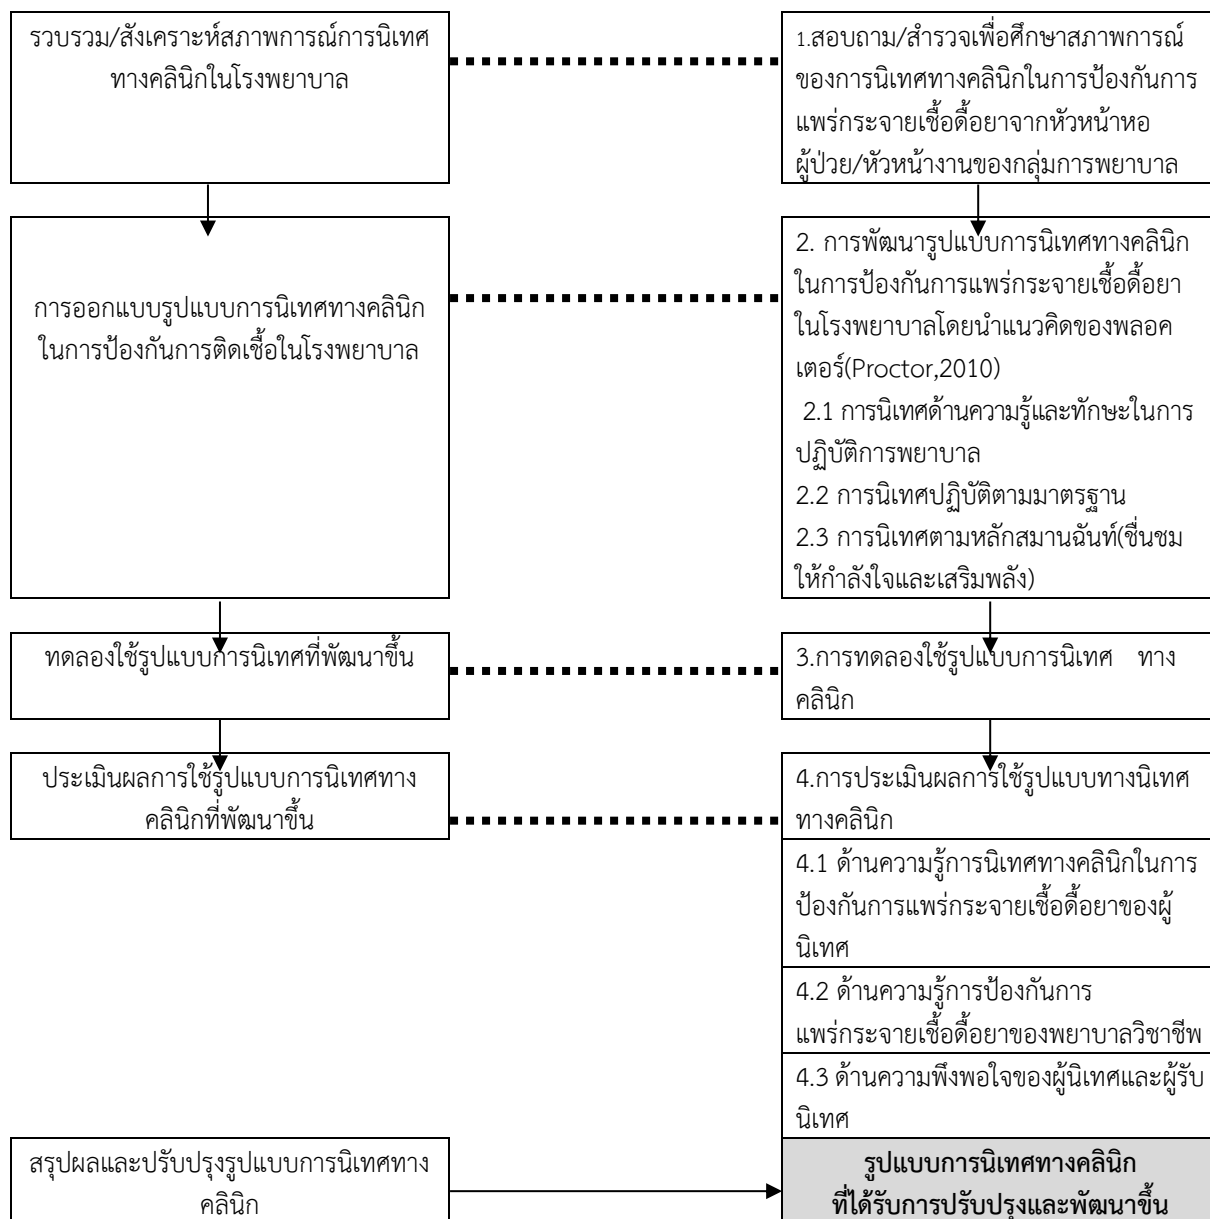 รวบรวม/สังเคราะห์สภาพการณ์การนิเทศ
ทางคลินิกในโรงพยาบาล
1.สอบถาม/สำรวจเพื่อศึกษาสภาพการณ์
ของการนิเทศทางคลินิกในการป้องกันการ
แพร่กระจายเชื้อดื้อยาจากหัวหน้าหอ
ผู้ป่วย/หัวหน้างานของกลุ่มการพยาบาล
การออกแบบรูปแบบการนิเทศทางคลินิก
ในการป้องกันการติดเชื้อในโรงพยาบาล
2. การพัฒนารูปแบบการนิเทศทางคลินิก
ในการป้องกันการแพร่กระจายเชื้อดื้อยา
ในโรงพยาบาลโดยนำแนวคิดของพลอค
เตอร์(Proctor,2010)
2.1 การนิเทศด้านความรู้และทักษะในการ
ปฏิบัติการพยาบาล
2.2 การนิเทศปฏิบัติตามมาตรฐาน
2.3 การนิเทศตามหลักสมานฉันท์(ชื่นชม
ให้กำลังใจและเสริมพลัง)
ทดลองใช้รูปแบบการนิเทศที่พัฒนาขึ้น
3.การทดลองใช้รูปแบบการนิเทศ ทาง
คลินิก
ประเมินผลการใช้รูปแบบการนิเทศทาง
คลินิกที่พัฒนาขึ้น
4.การประเมินผลการใช้รูปแบบทางนิเทศ
ทางคลินิก
4.1 ด้านความรู้การนิเทศทางคลินิกในการ
ป้องกันการแพร่กระจายเชื้อดื้อยาของผู้
นิเทศ
4.2 ด้านความรู้การป้องกันการ
แพร่กระจายเชื้อดื้อยาของพยาบาลวิชาชีพ
4.3 ด้านความพึงพอใจของผู้นิเทศและผู้รับ
นิเทศ
สรุปผลและปรับปรุงรูปแบบการนิเทศทาง
คลินิก
รูปแบบการนิเทศทางคลินิก
ที่ได้รับการปรับปรุงและพัฒนาขึ้น